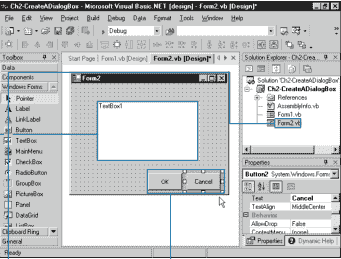 Ch2-CreateADialogBox - Microsoft Visual Basic.NET [design] - Form2.vb [Design]*
File Edit View Project Build Debug Data Format Tools Window Help
Debug
Toolbox
Start Page Form1.vb [Design] Form2.vb [Design]*
Solution Explorer - Ch2-Crea...
Data
Components
Windows Forms
Pointer
Label
LinkLabel
Button
TextBox
MainMenu
CheckBox
RadioButton
GroupBox
PictureBox
Panel
DataGrid
ListBox
Clipboard Ring
General
Form2
TextBox1
OK
Cancel
Solution 'Ch2-CreateADialogBox
Ch2-CreateADialogBox
References
AssemblyInfo.vb
Form1.vb
Form2.vb
Properties
Button2 System.Windows.Forms
Text Cancel
TextAlign MiddleCenter
Behavior
AllowDrop False
ContextMenu (none)
Properties Dynamic Help
Ready